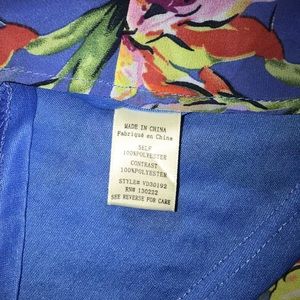 MADE IN CHINA
Fabriqué en China
SELF
100%POLYESTER
CONTRAST
100%POLYESTER
STYLE# VD30192
RN# 130232
SEE REVERSE FOR CARE